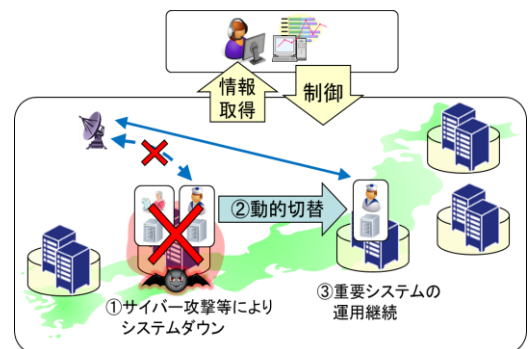 情報
取得
制御
②動的切替
①サイバー攻撃等により
システムダウン
③重要システムの
運用継続